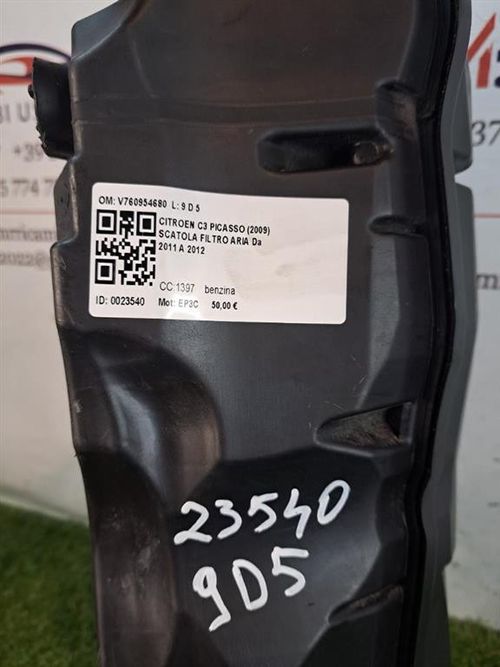 OM: V760954680 L: 9 D 5
CITROEN C3 PICASSO (2009)
SCATOLA FILTRO ARIA Da
2011 A 2012
CC:1397 benzina
ID: 0023540 Mot: EP3C 50,00 €
23540
9D5